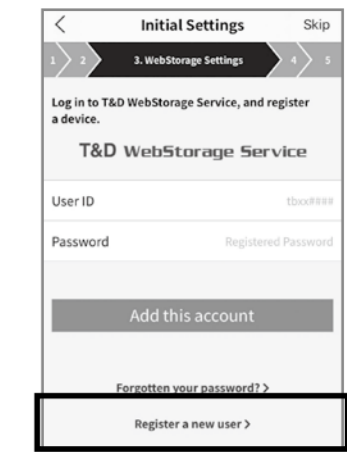 Initial Settings Skip
1 2 3. WebStorage Settings 4 5
Log in to T&D WebStorage Service, and register
a device.
T&D WebStorage Service
User ID tbxx####
Password Registered Password
Add this account
Forgotten your password? >
Register a new user >